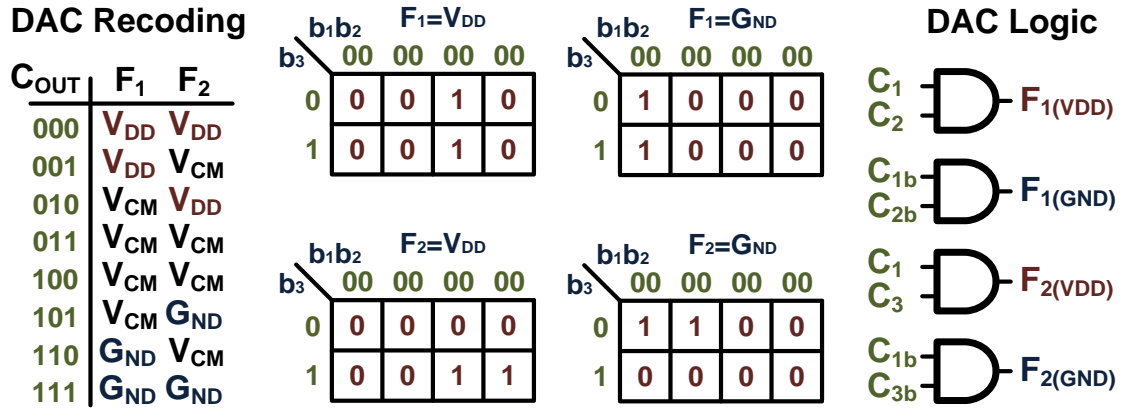 DAC Recoding
COUT F1 F2
000 VDD VDD
001 VDD VCM
010 VCM VDD
011 VCM VCM
100 VCM VCM
101 VCM GND
110 GND VCM
111 GND GND
b1b2 F1=VDD
b3 00 00 00 00
0 0 0 1 0
1 0 0 1 0
b1b2 F1=GND
b3 00 00 00 00
0 1 0 0 0
1 1 0 0 0
b1b2 F2=VDD
b3 00 00 00 00
0 0 0 0 0
1 0 0 1 1
b1b2 F2=GND
b3 00 00 00 00
0 1 1 0 0
1 0 0 0 0
DAC Logic
C1
C2
F1(VDD)
C1b
C2b
F1(GND)
C1
C3
F2(VDD)
C1b
C3b
F2(GND)